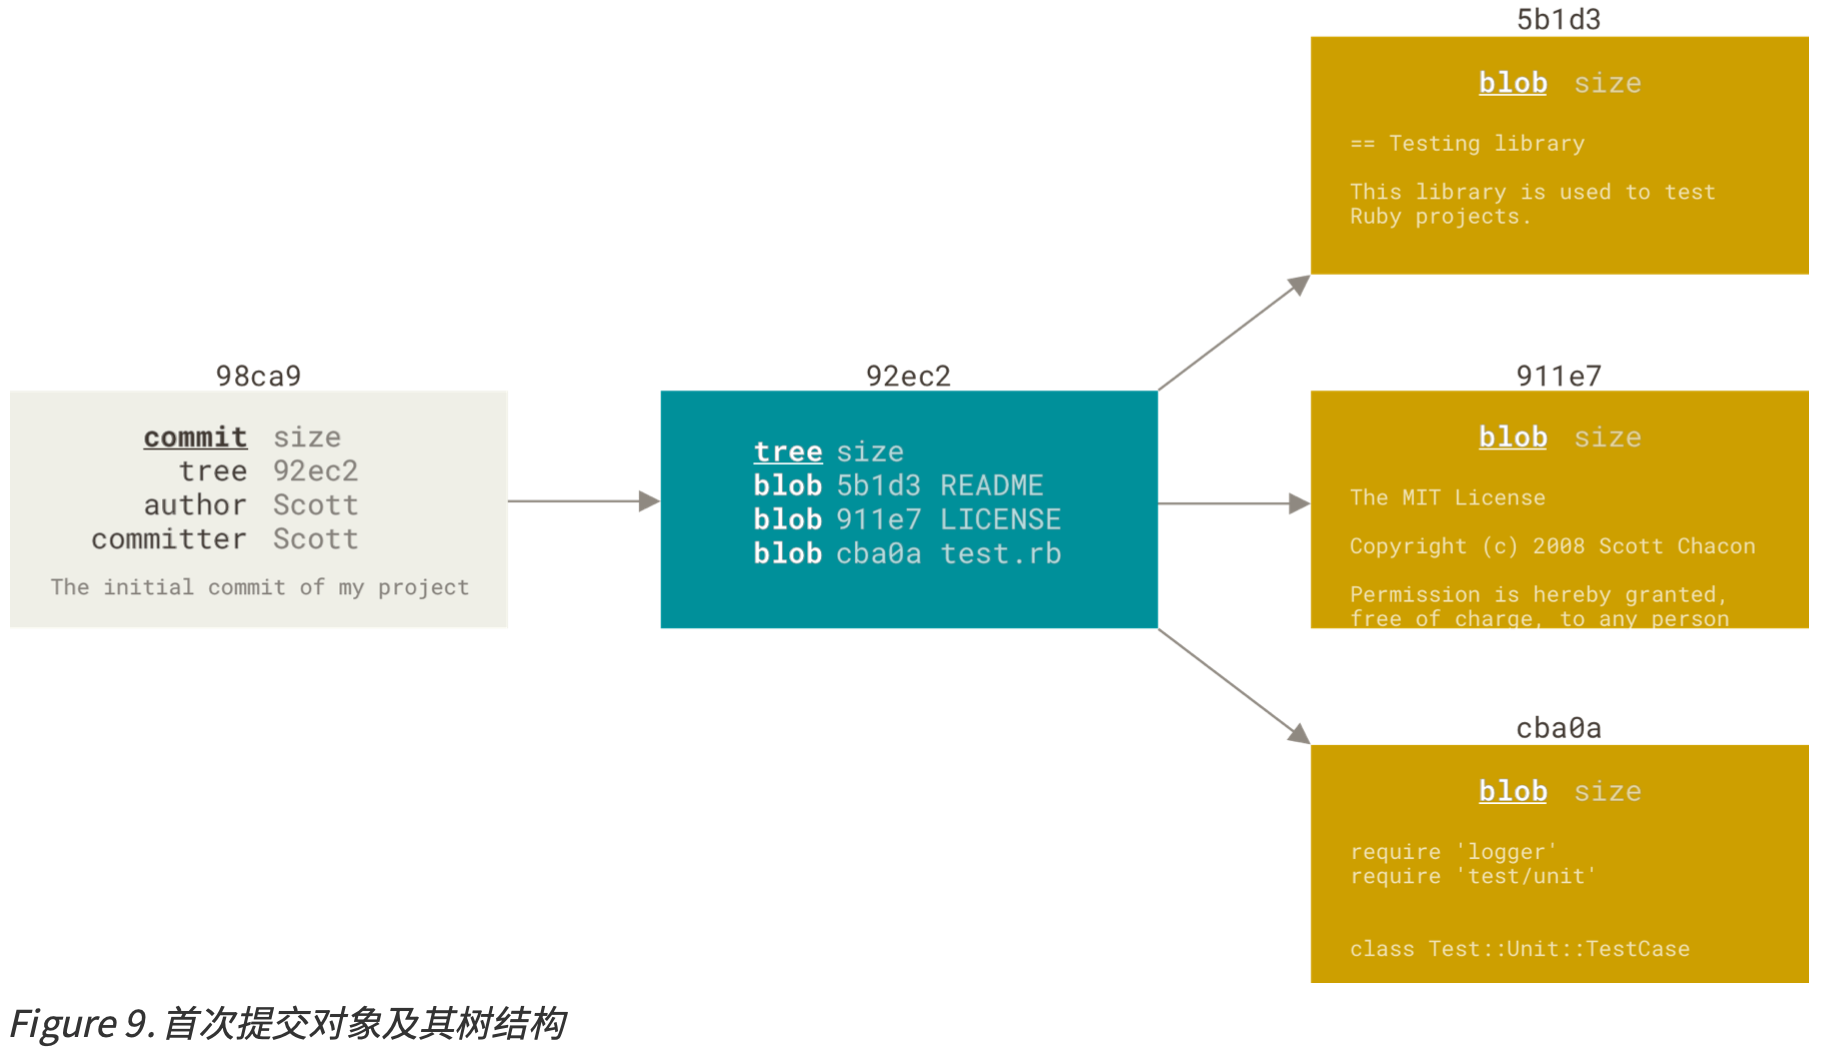 98ca9
commit size
tree 92ec2
author Scott
committer Scott
The initial commit of my project
92ec2
tree size
blob 5b1d3 README
blob 911e7 LICENSE
blob cba0a test.rb
5b1d3
blob size
== Testing library
This library is used to test
Ruby projects.
911e7
blob size
The MIT License
Copyright (c) 2008 Scott Chacon
Permission is hereby granted,
free of charge, to any person
cba0a
blob size
require 'logger'
require 'test/unit'
class Test::Unit::TestCase
Figure 9. 首次提交对象及其树结构